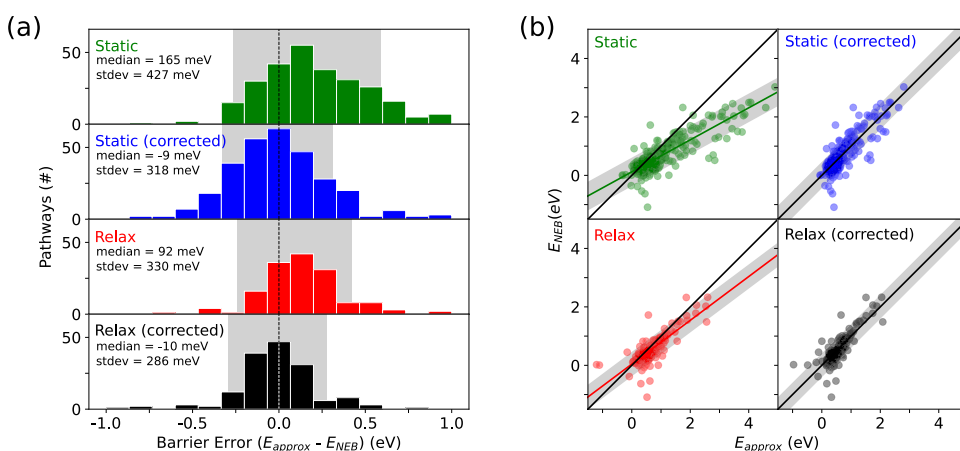 (a)
Static
median = 165 meV
stdev = 427 meV
50
0
Static (corrected)
median = -9 meV
stdev = 318 meV
50
0
Relax
median = 92 meV
stdev = 330 meV
50
0
Relax (corrected)
median = -10 meV
stdev = 286 meV
50
0
Pathways (#)
-1.0
-0.5
0.0
0.5
1.0
Barrier Error (E_approx - E_NEB) (eV)
(b)
Static
Static (corrected)
4
2
0
Relax
Relax (corrected)
4
2
0
E_NEB(eV)
0
2
4
0
2
4
E_approx (eV)